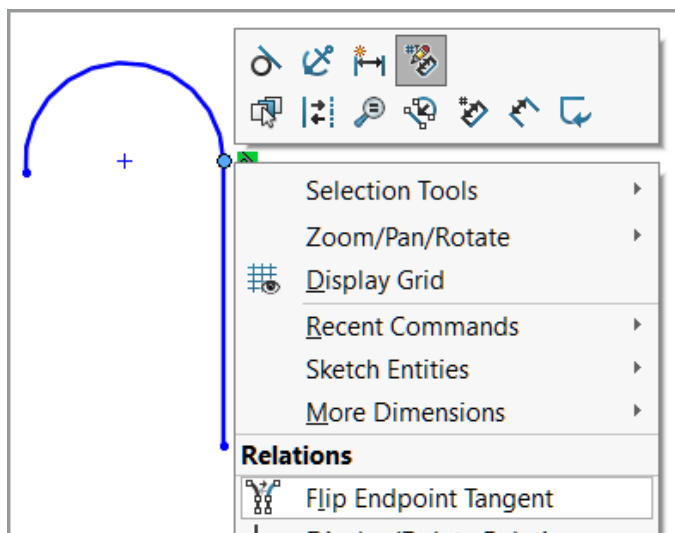 Selection Tools
Zoom/Pan/Rotate
Display Grid
Recent Commands
Sketch Entities
More Dimensions
Relations
Flip Endpoint Tangent